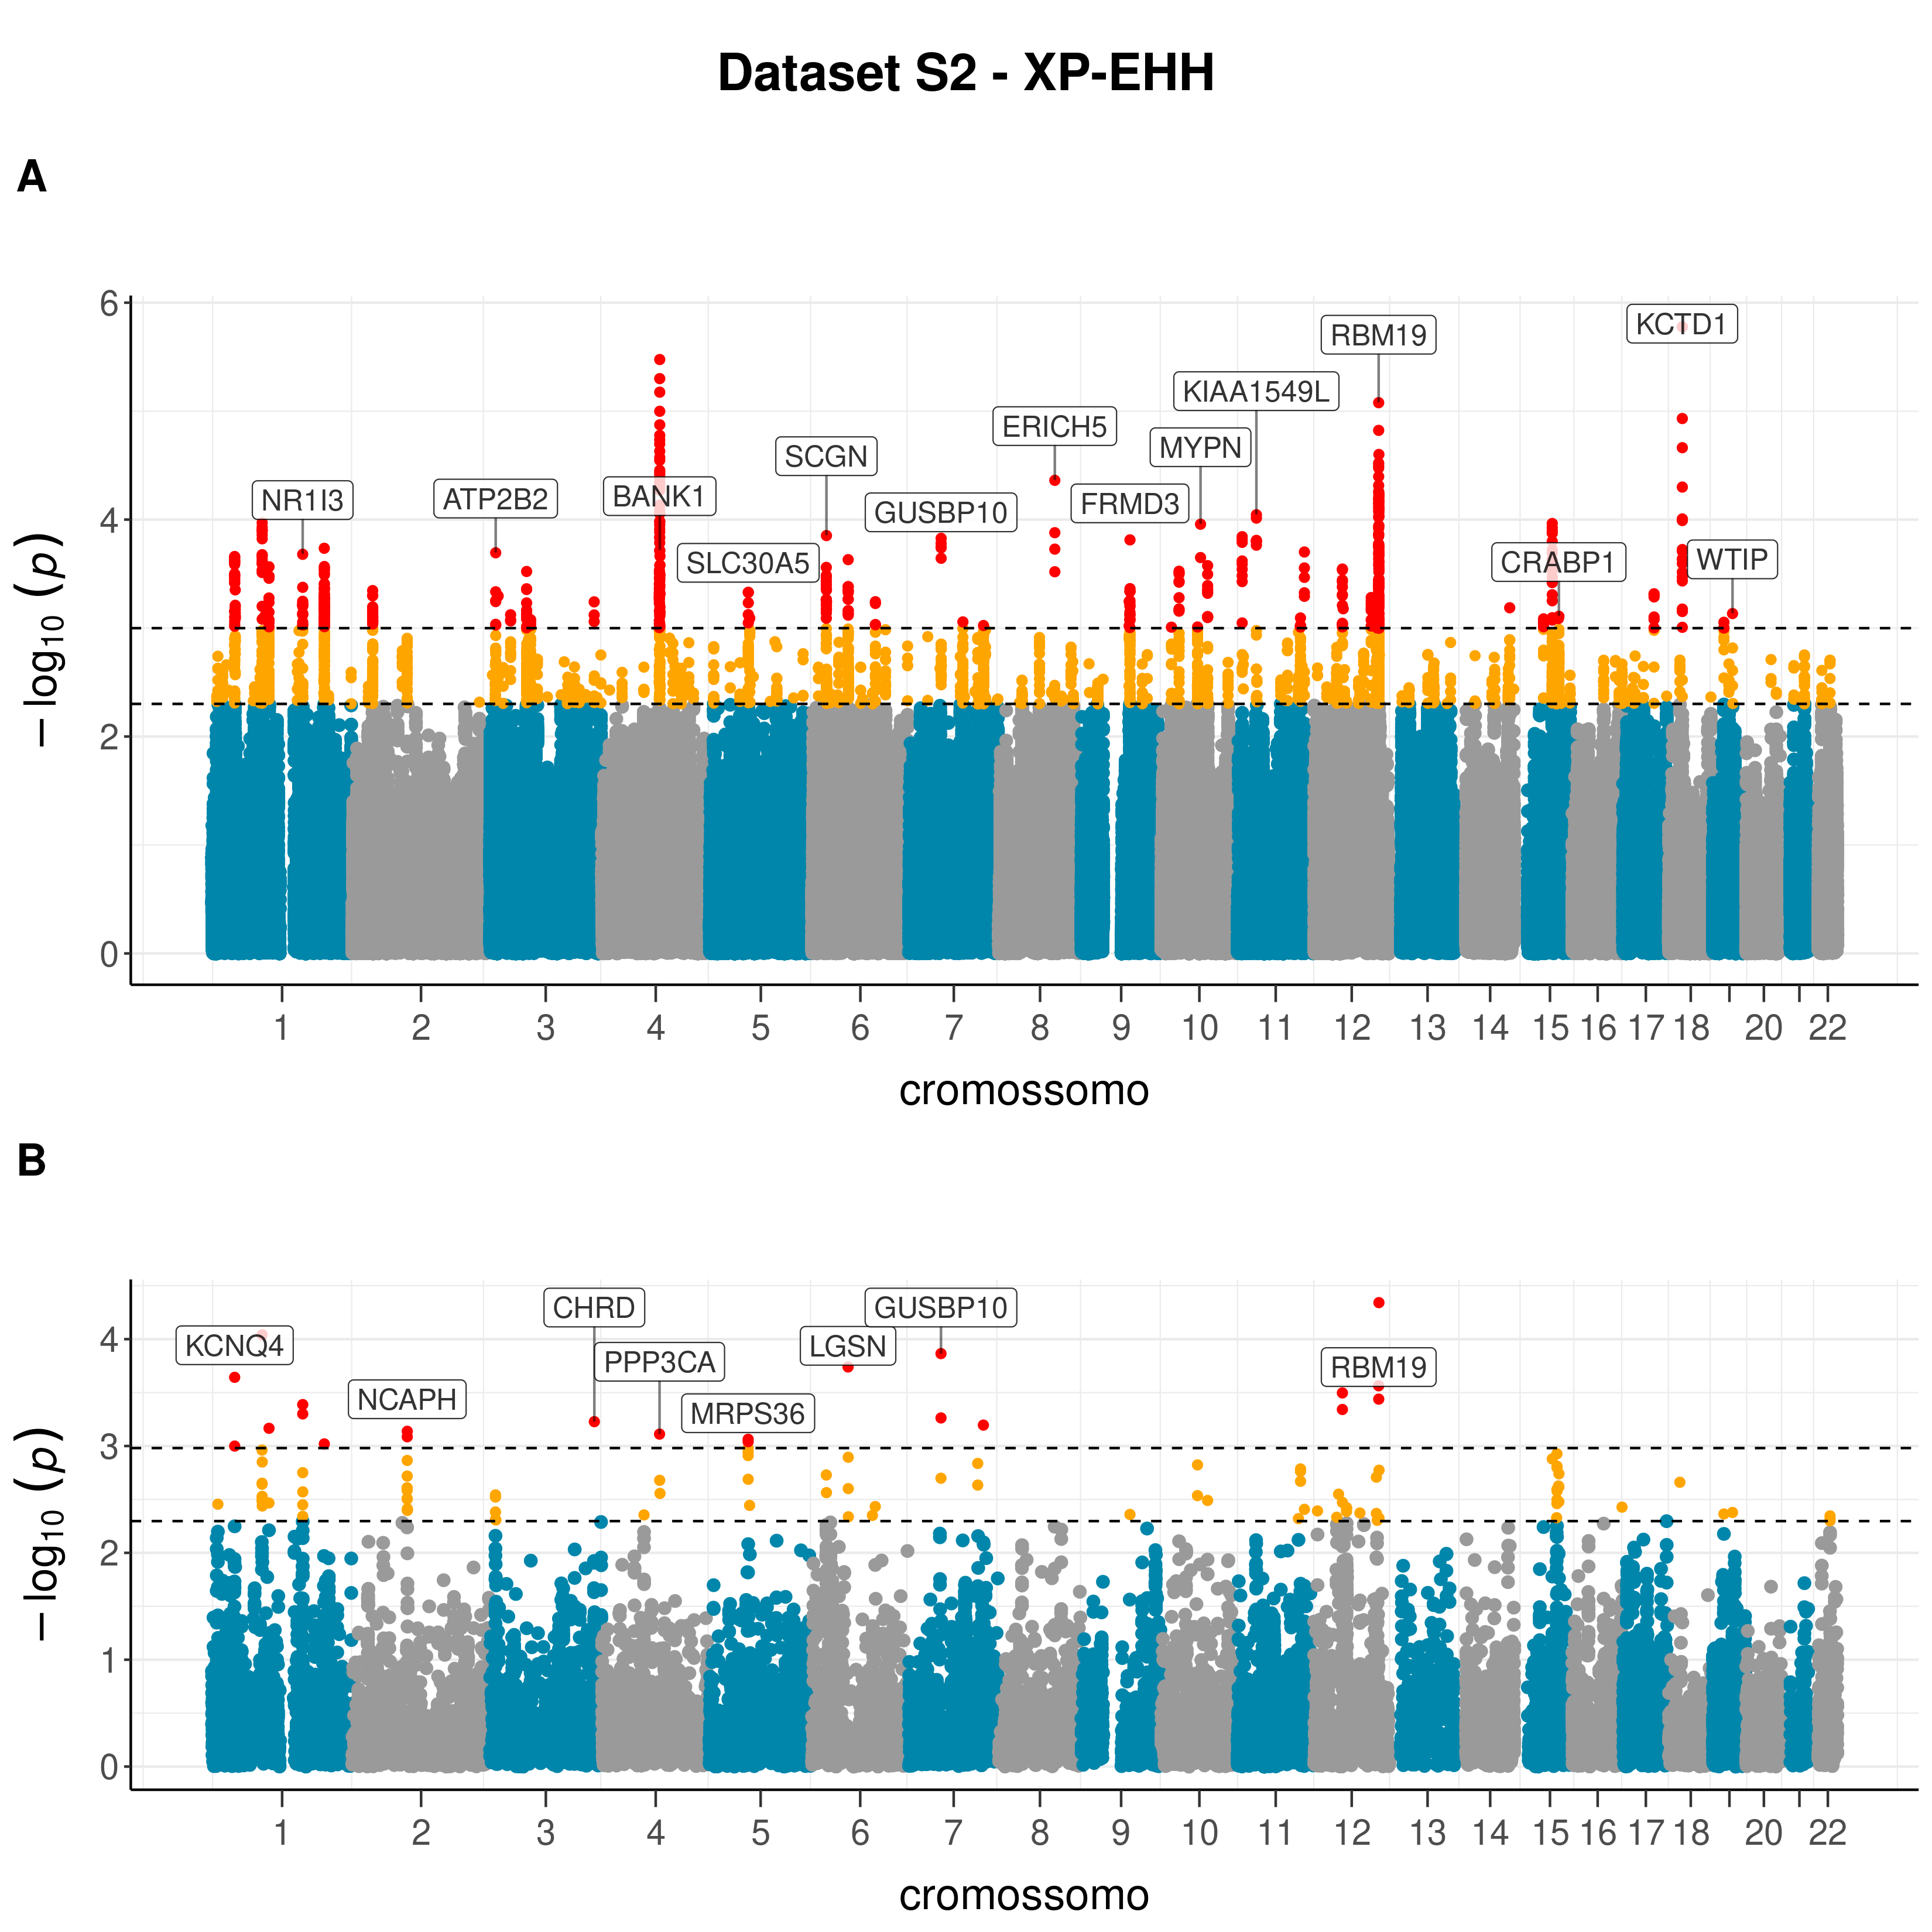 Dataset S2 - XP-EHH
A
6
KCTD1
RBM19
KIAA1549L
ERICH5
MYPN
SCGN
NR1I3
ATP2B2
BANK1
GUSBP10
FRMD3
4
SLC30A5
CRABP1
WTIP
2
0
− log10 (p)
1 2 3 4 5 6 7 8 9 10 11 12 13 14 15 16 17 18 20 22
cromossomo
B
CHRD
GUSBP10
4
KCNQ4
LGSN
PPP3CA
RBM19
NCAPH
MRPS36
3
2
1
0
− log10 (p)
1 2 3 4 5 6 7 8 9 10 11 12 13 14 15 16 17 18 20 22
cromossomo